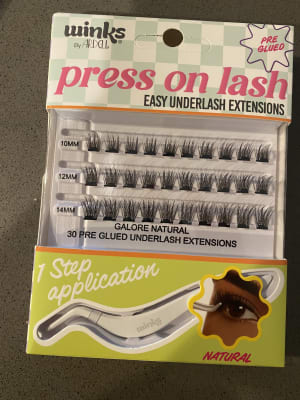 winks
By ARDELL
PRE
GLUED
press on lash
EASY UNDERLASH EXTENSIONS
10MM
12MM
14MM
GALORE NATURAL
30 PRE GLUED UNDERLASH EXTENSIONS
1 Step
application
winks
NATURAL